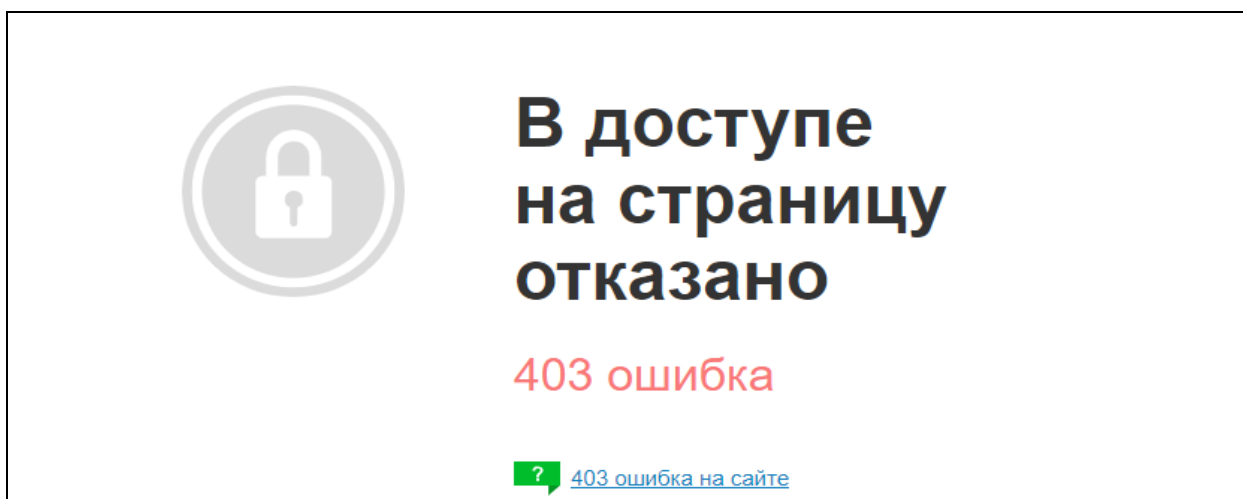 В доступе
на страницу
отказано
403 ошибка
? 403 ошибка на сайте